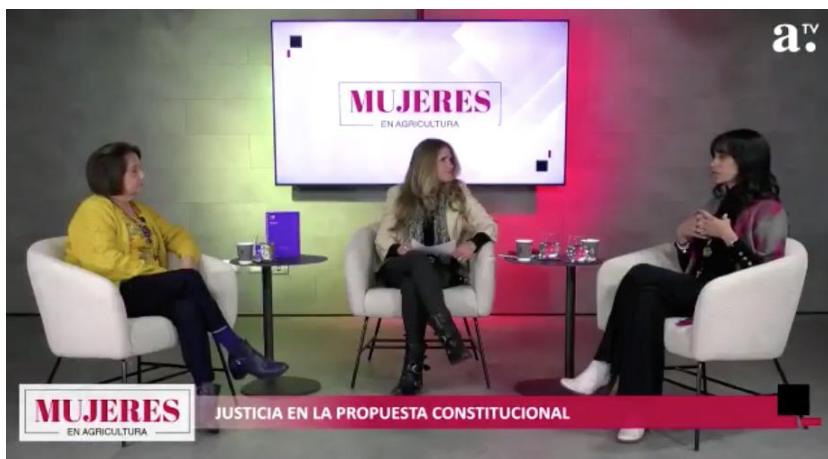 a. TV
MUJERES
EN AGRICULTURA
MUJERES
EN AGRICULTURA
JUSTICIA EN LA PROPUESTA CONSTITUCIONAL